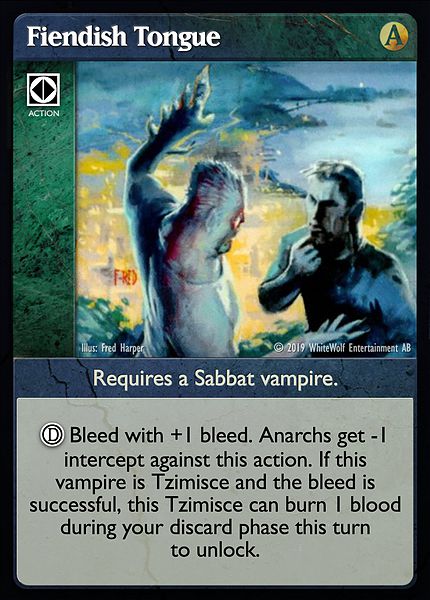 Fiendish Tongue
A
ACTION
FRED
Illus: Fred Harper
© 2019 WhiteWolf Entertainment AB
Requires a Sabbat vampire.
D Bleed with +1 bleed. Anarchs get -1
intercept against this action. If this
vampire is Tzimisce and the bleed is
successful, this Tzimisce can burn 1 blood
during your discard phase this turn
to unlock.